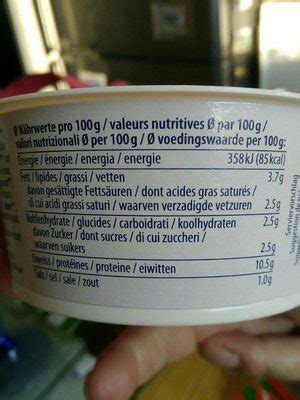 Ø Nährwerte pro 100g / valeurs nutritives Ø par 100g /
valori nutrizionali Ø per 100g / Ø voedingswaarde per 100g:
Energie / énergie / energia / energie 358kJ (85kcal)
Fett / lipides / grassi / vetten 3.7g
davon gesättigte Fettsäuren / dont acides gras saturés /
di cui acidi grassi saturi / waarven verzadigde vetzuren 2.5g
Kohlenhydrate / glucides / carboidrati / koolhydraten 2.5g
davon Zucker / dont sucres / di cui zuccheri /
waarven suikers 2.5g
Eiweiss / protéines / proteine / eiwitten 10.5g
Salz / sel / sale / zout 1.0g
Serviervorschlag